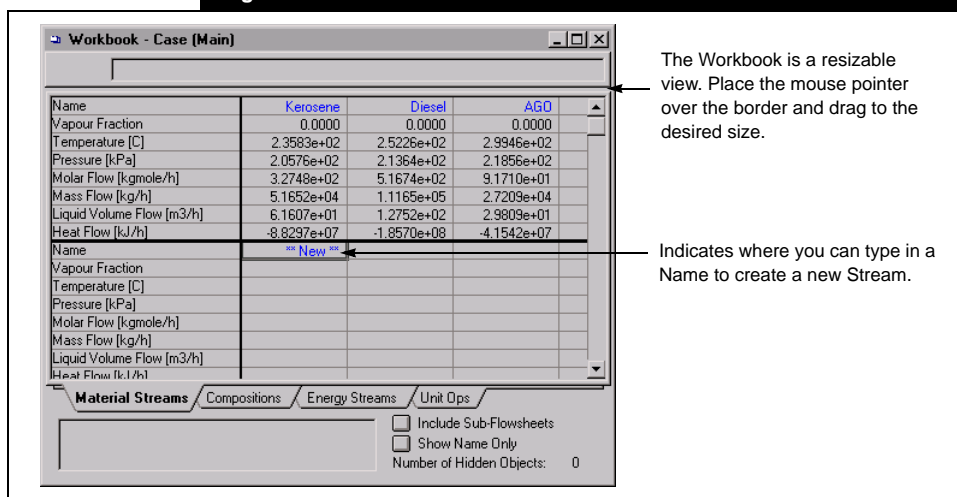 Workbook - Case (Main)
The Workbook is a resizable
view. Place the mouse pointer
over the border and drag to the
desired size.
Name Kerosene Diesel AGO
Vapour Fraction 0.0000 0.0000 0.0000
Temperature [C] 2.3583e+02 2.5226e+02 2.9946e+02
Pressure [kPa] 2.0576e+02 2.1364e+02 2.1856e+02
Molar Flow [kgmole/h] 3.2748e+02 5.1674e+02 9.1710e+01
Mass Flow [kg/h] 5.1652e+04 1.1165e+05 2.7209e+04
Liquid Volume Flow [m3/h] 6.1607e+01 1.2752e+02 2.9809e+01
Heat Flow [kJ/h] -8.8297e+07 -1.8570e+08 -4.1542e+07
Name ** New **
Indicates where you can type in a
Name to create a new Stream.
Vapour Fraction
Temperature [C]
Pressure [kPa]
Molar Flow [kgmole/h]
Mass Flow [kg/h]
Liquid Volume Flow [m3/h]
Heat Flow [kJ/h]
Material Streams Compositions Energy Streams Unit Ops
Include Sub-Flowsheets
Show Name Only
Number of Hidden Objects: 0